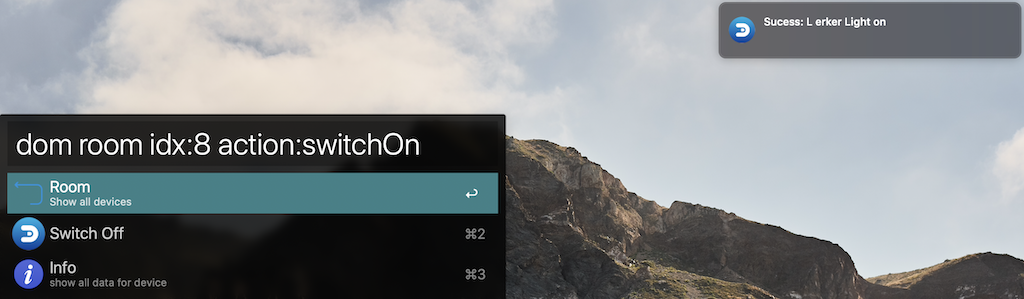 Sucess: L erker Light on
dom room idx:8 action:switchOn
Room
Show all devices
Switch Off
⌘2
Info
show all data for device
⌘3